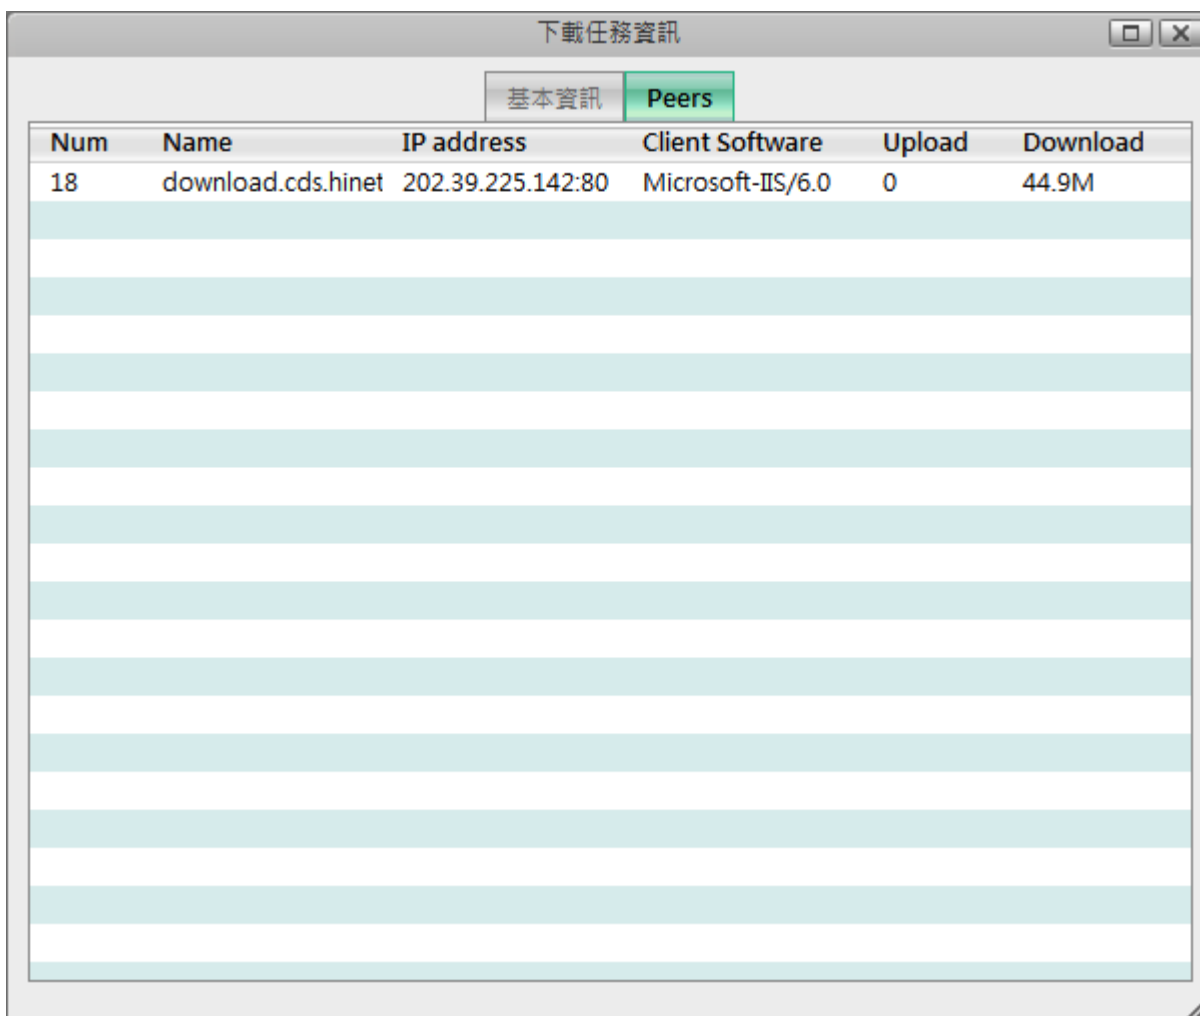 下載任務資訊
基本資訊 Peers
Num Name IP address Client Software Upload Download
18 download.cds.hinet 202.39.225.142:80 Microsoft-IIS/6.0 0 44.9M